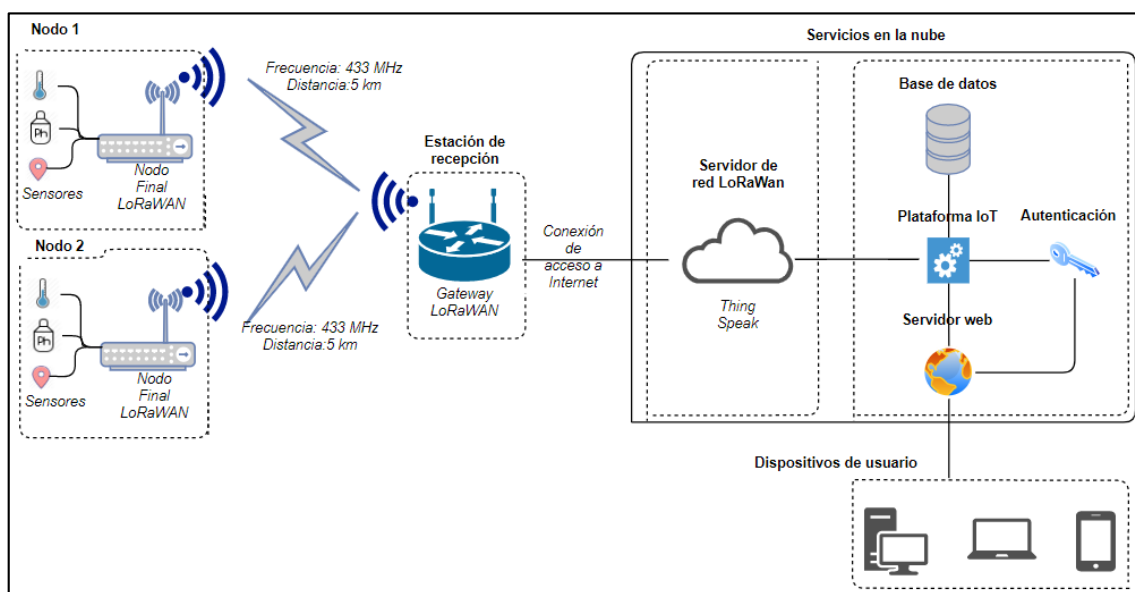 Nodo 1
Ph
Sensores
Nodo
Final
LoRaWAN
Frecuencia: 433 MHz
Distancia:5 km
Nodo 2
Ph
Sensores
Nodo
Final
LoRaWAN
Frecuencia: 433 MHz
Distancia:5 km
Estación de
recepción
Gateway
LoRaWAN
Conexión
de
acceso a
Internet
Servicios en la nube
Servidor de
red LoRaWan
Thing
Speak
Base de datos
Plataforma IoT
Autenticación
Servidor web
Dispositivos de usuario